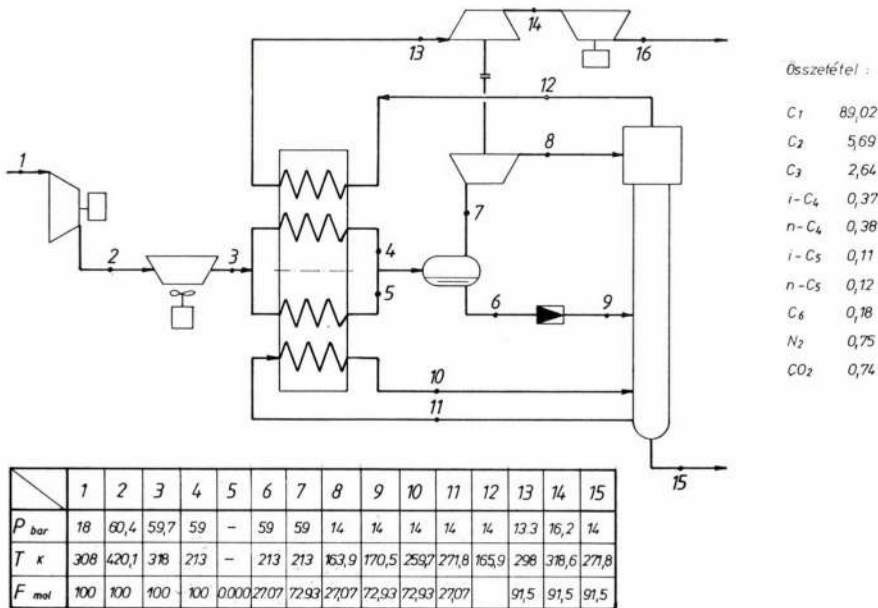 13
14
16
12
1
8
7
2
3
4
5
6
9
10
11
15
Összetétel :
C1 89,02
C2 5,69
C3 2,64
i-C4 0,37
n-C4 0,38
i-C5 0,11
n-C5 0,12
C6 0,18
N2 0,75
CO2 0,74
1 2 3 4 5 6 7 8 9 10 11 12 13 14 15
P bar 18 60,4 59,7 59 - 59 59 14 14 14 14 14 13.3 16,2 14
T K 308 420,1 318 213 - 213 213 163,9 170,5 259,7 271,8 165,9 298 318,6 271,8
F mol 100 100 100 100 0.000 27.07 72.93 27,07 72,93 72,93 27,07 91,5 91,5 91,5